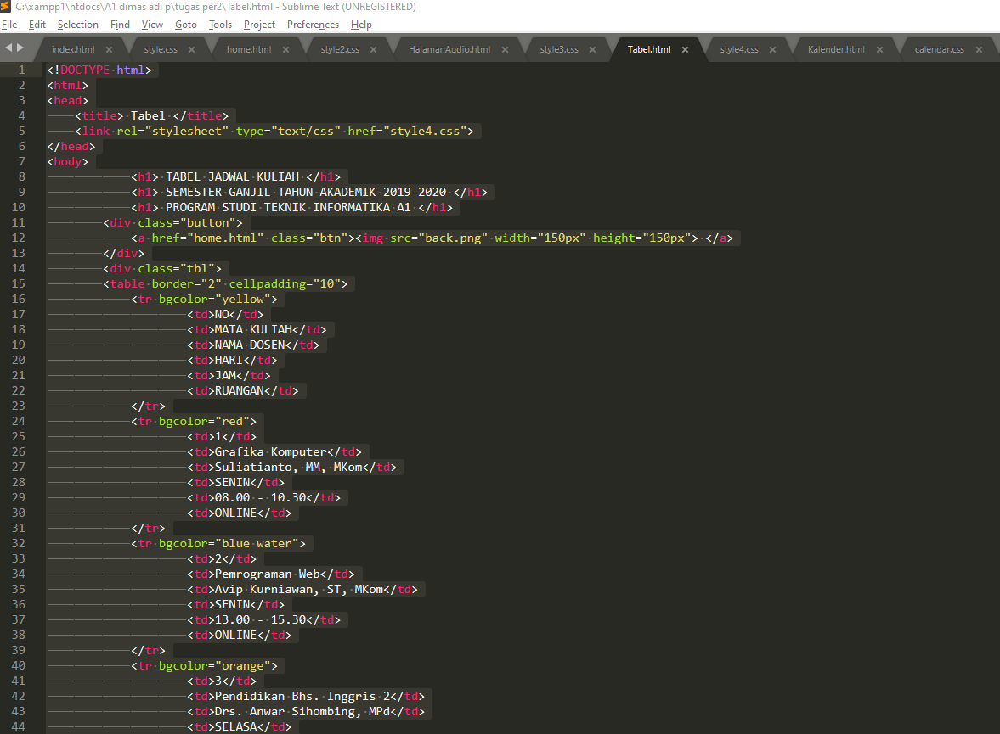 C:\xampp1\htdocs\A1 dimas adi p\tugas per2\Tabel.html - Sublime Text (UNREGISTERED)
File Edit Selection Find View Goto Tools Project Preferences Help
index.html × style.css × home.html × style2.css × HalamanAudio.html × style3.css × Tabel.html × style4.css × Kalender.html × calendar.css ×
1 <!DOCTYPE html>
2 <html>
3 <head>
4 <title> Tabel </title>
5 <link rel="stylesheet" type="text/css" href="style4.css">
6 </head>
7 <body>
8 <h1> TABEL JADWAL KULIAH </h1>
9 <h1> SEMESTER GANJIL TAHUN AKADEMIK 2019-2020 </h1>
10 <h1> PROGRAM STUDI TEKNIK INFORMATIKA A1 </h1>
11 <div class="button">
12 <a href="home.html" class="btn"><img src="back.png" width="150px" height="150px"> </a>
13 </div>
14 <div class="tbl">
15 <table border="2" cellpadding="10">
16 <tr bgcolor="yellow">
17 <td>NO</td>
18 <td>MATA KULIAH</td>
19 <td>NAMA DOSEN</td>
20 <td>HARI</td>
21 <td>JAM</td>
22 <td>RUANGAN</td>
23 </tr>
24 <tr bgcolor="red">
25 <td>1</td>
26 <td>Grafika Komputer</td>
27 <td>Suliatianto, MM, MKom</td>
28 <td>SENIN</td>
29 <td>08.00 - 10.30</td>
30 <td>ONLINE</td>
31 </tr>
32 <tr bgcolor="blue water">
33 <td>2</td>
34 <td>Pemrograman Web</td>
35 <td>Avip Kurniawan, ST, MKom</td>
36 <td>SENIN</td>
37 <td>13.00 - 15.30</td>
38 <td>ONLINE</td>
39 </tr>
40 <tr bgcolor="orange">
41 <td>3</td>
42 <td>Pendidikan Bhs. Inggris 2</td>
43 <td>Drs. Anwar Sihombing, MPd</td>
44 <td>SELASA</td>